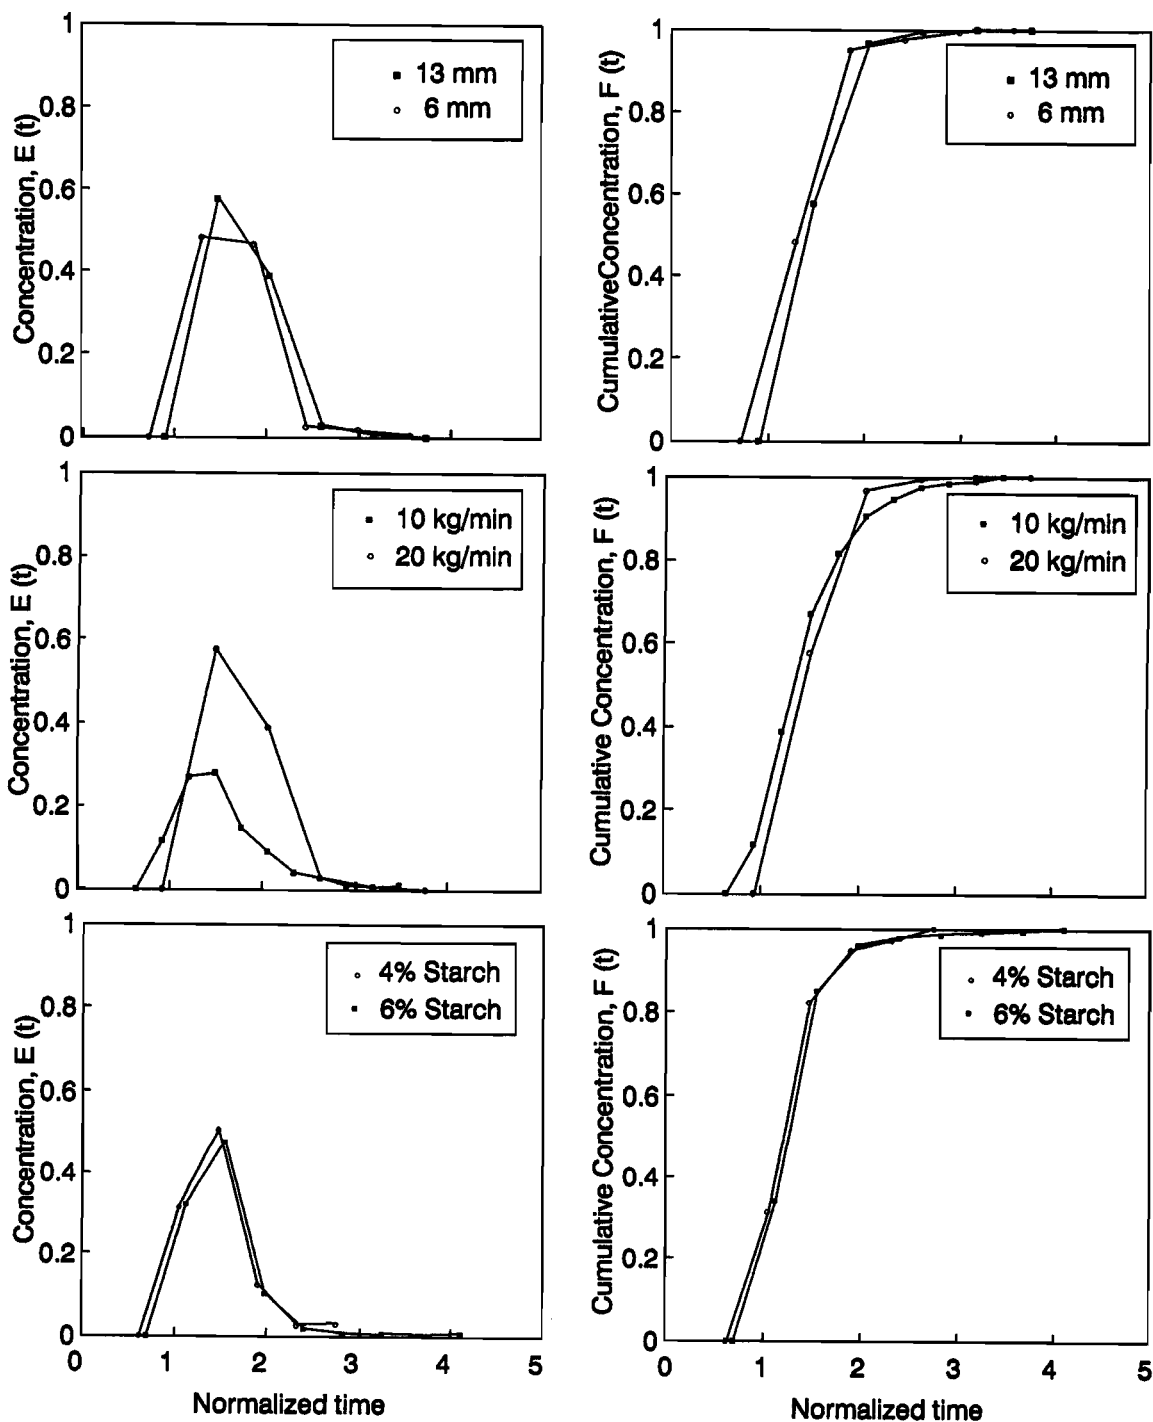 Concentration, E (t)
1
0.8
0.6
0.4
0.2
0
13 mm
6 mm
CumulativeConcentration, F (t)
1
0.8
0.6
0.4
0.2
0
13 mm
6 mm
Concentration, E (t)
1
0.8
0.6
0.4
0.2
0
10 kg/min
20 kg/min
Cumulative Concentration, F (t)
1
0.8
0.6
0.4
0.2
0
10 kg/min
20 kg/min
Concentration, E (t)
1
0.8
0.6
0.4
0.2
0
4% Starch
6% Starch
0 1 2 3 4 5
Normalized time
Cumulative Concentration, F (t)
1
0.8
0.6
0.4
0.2
0
4% Starch
6% Starch
0 1 2 3 4 5
Normalized time